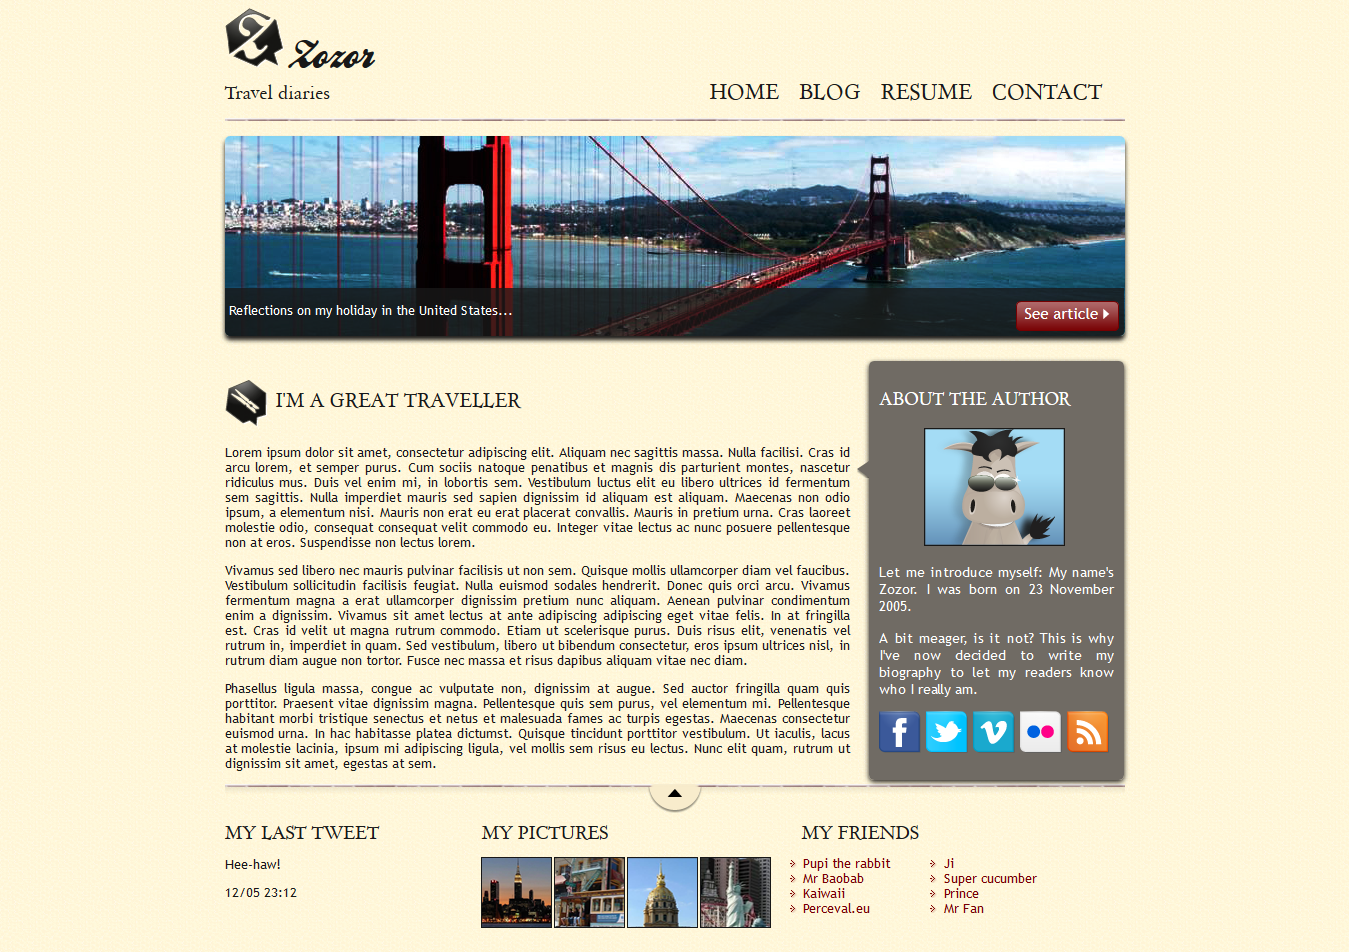 Zozor
Travel diaries
HOME BLOG RESUME CONTACT
Reflections on my holiday in the United States...
See article
I'M A GREAT TRAVELLER
Lorem ipsum dolor sit amet, consectetur adipiscing elit. Aliquam nec sagittis massa. Nulla facilisi. Cras id
arcu lorem, et semper purus. Cum sociis natoque penatibus et magnis dis parturient montes, nascetur
ridiculus mus. Duis vel enim mi, in lobortis sem. Vestibulum luctus elit eu libero ultrices id fermentum
sem sagittis. Nulla imperdiet mauris sed sapien dignissim id aliquam est aliquam. Maecenas non odio
ipsum, a elementum nisi. Mauris non erat eu erat placerat convallis. Mauris in pretium urna. Cras laoreet
molestie odio, consequat consequat velit commodo eu. Integer vitae lectus ac nunc posuere pellentesque
non at eros. Suspendisse non lectus lorem.
Vivamus sed libero nec mauris pulvinar facilisis ut non sem. Quisque mollis ullamcorper diam vel faucibus.
Vestibulum sollicitudin facilisis feugiat. Nulla euismod sodales hendrerit. Donec quis orci arcu. Vivamus
fermentum magna a erat ullamcorper dignissim pretium nunc aliquam. Aenean pulvinar condimentum
enim a dignissim. Vivamus sit amet lectus at ante adipiscing adipiscing eget vitae felis. In at fringilla
est. Cras id velit ut magna rutrum commodo. Etiam ut scelerisque purus. Duis risus elit, venenatis vel
rutrum in, imperdiet in quam. Sed vestibulum, libero ut bibendum consectetur, eros ipsum ultrices nisl, in
rutrum diam augue non tortor. Fusce nec massa et risus dapibus aliquam vitae nec diam.
Phasellus ligula massa, congue ac vulputate non, dignissim at augue. Sed auctor fringilla quam quis
porttitor. Praesent vitae dignissim magna. Pellentesque quis sem purus, vel elementum mi. Pellentesque
habitant morbi tristique senectus et netus et malesuada fames ac turpis egestas. Maecenas consectetur
euismod urna. In hac habitasse platea dictumst. Quisque tincidunt porttitor vestibulum. Ut iaculis, lacus
at molestie lacinia, ipsum mi adipiscing ligula, vel mollis sem risus eu lectus. Nunc elit quam, rutrum ut
dignissim sit amet, egestas at sem.
ABOUT THE AUTHOR
Let me introduce myself: My name's
Zozor. I was born on 23 November
2005.
A bit meager, is it not? This is why
I've now decided to write my
biography to let my readers know
who I really am.
MY LAST TWEET
Hee-haw!
12/05 23:12
MY PICTURES
MY FRIENDS
Pupi the rabbit
Mr Baobab
Kaiwaii
Perceval.eu
Ji
Super cucumber
Prince
Mr Fan